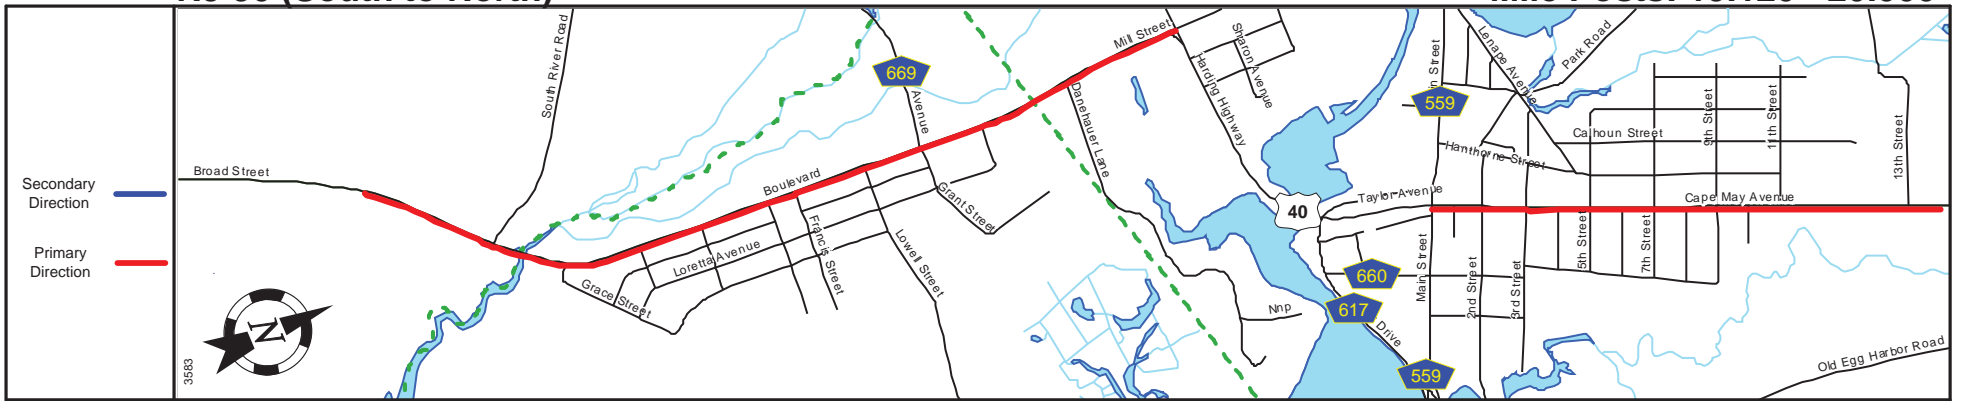 Secondary
Direction
Primary
Direction
3583
N
Broad Street
South River Road
669
Avenue
Boulevard
Mill Street
Danehauer Lane
Harding Highway
Sharon Avenue
Grant Street
Loretta Avenue
Francis Street
Lowell Street
Grace Street
40
559
n Street
Lenape Avenue
Park Road
Calhoun Street
Hawthorne Street
9th Street
11th Street
13th Street
Taylor Avenue
Cape May Avenue
Main Street
2nd Street
3rd Street
5th Street
7th Street
660
617
Nnp
Drive
559
Old Egg Harbor Road